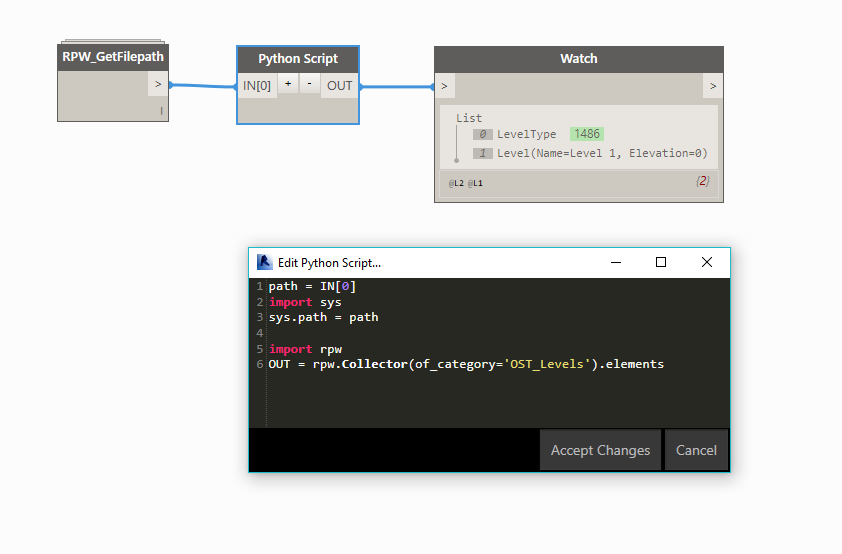 RPW_GetFilepath
>
I
Python Script
IN[0] + - OUT
Watch
> >
List
0 LevelType 1486
1 Level(Name=Level 1, Elevation=0)
@L2 @L1 {2}
Edit Python Script...
1 path = IN[0]
2 import sys
3 sys.path = path
4
5 import rpw
6 OUT = rpw.Collector(of_category='OST_Levels').elements
Accept Changes Cancel